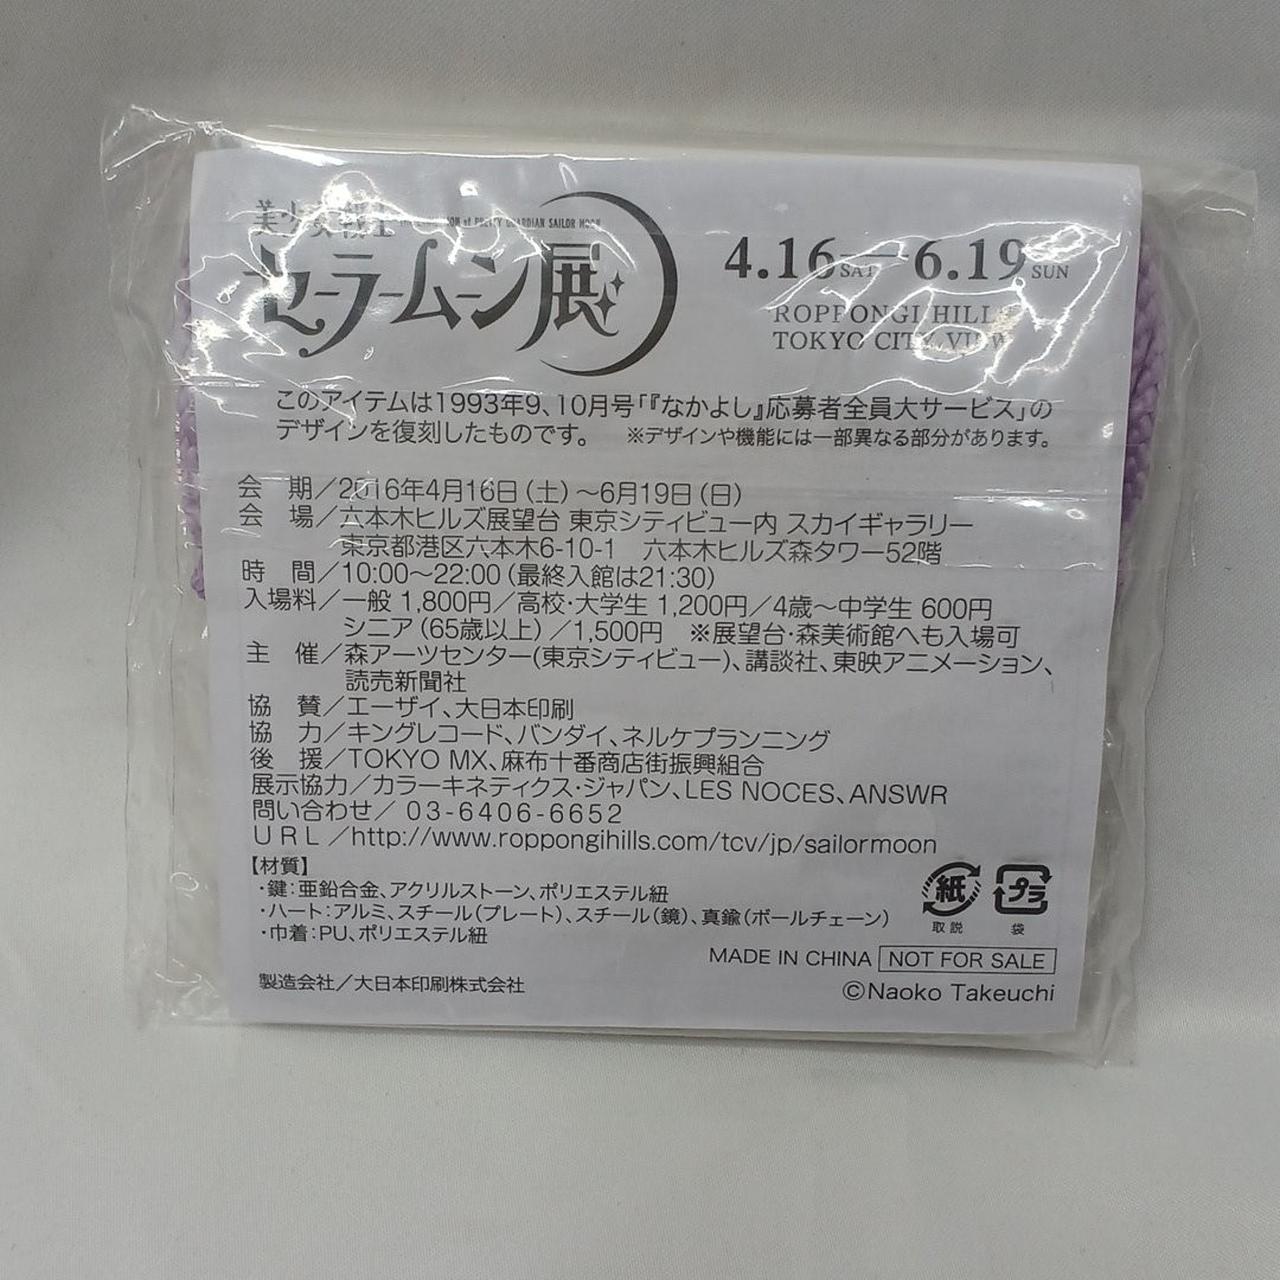 美少女戦士 THE EXHIBITION of PRETTY GUARDIAN SAILOR MOON
セーラームーン展
4.16SAT—6.19SUN
ROPPONGI HILLS
TOKYO CITY VIEW
このアイテムは1993年9、10月号「『なかよし』応募者全員大サービス」の
デザインを復刻したものです。 ※デザインや機能には一部異なる部分があります。
会 期／2016年4月16日（土）〜6月19日（日）
会 場／六本木ヒルズ展望台 東京シティビュー内 スカイギャラリー
東京都港区六本木6-10-1 六本木ヒルズ森タワー52階
時 間／10:00〜22:00（最終入館は21:30）
入場料／一般 1,800円／高校・大学生 1,200円／4歳〜中学生 600円
シニア（65歳以上）／1,500円 ※展望台・森美術館へも入場可
主 催／森アーツセンター(東京シティビュー)、講談社、東映アニメーション、
読売新聞社
協 賛／エーザイ、大日本印刷
協 力／キングレコード、バンダイ、ネルケプランニング
後 援／TOKYO MX、麻布十番商店街振興組合
展示協力／カラーキネティクス・ジャパン、LES NOCES、ANSWR
問い合わせ／ 03-6406-6652
URL／http://www.roppongihills.com/tcv/jp/sailormoon
【材質】
・鍵：亜鉛合金、アクリルストーン、ポリエステル紐
・ハート：アルミ、スチール(プレート)、スチール(鏡)、真鍮(ボールチェーン)
・巾着：PU、ポリエステル紐
紙 プラ
取説 袋
MADE IN CHINA NOT FOR SALE
製造会社／大日本印刷株式会社
©Naoko Takeuchi